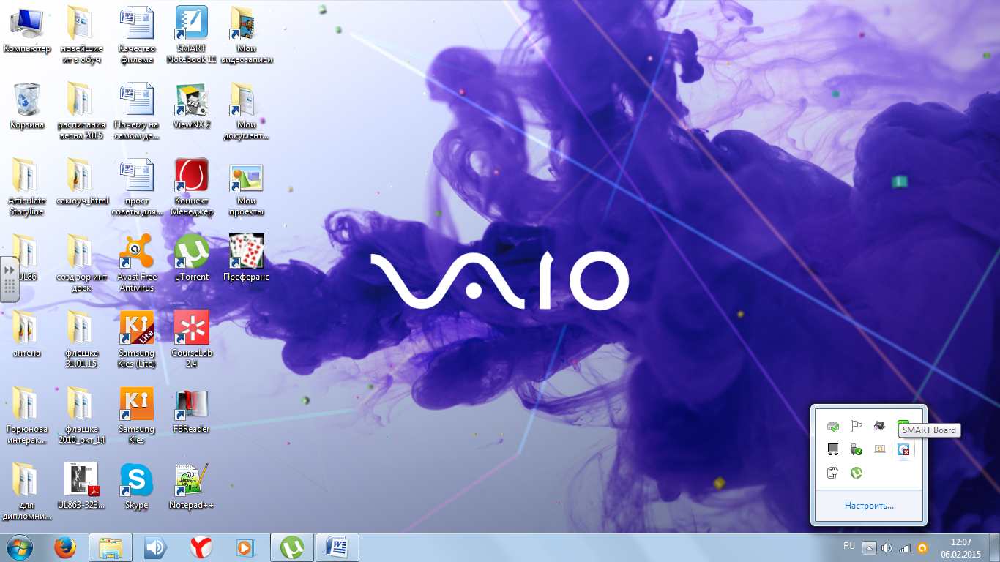 Компьютер
новейшие
ит в обуч
Качество
фильма
SMART
Notebook 11
Мои
видеозаписи
Корзина
расписания
весна 2015
Почему на
самом де...
ViewNX 2
Мои
документ...
Articulate
Storyline
самоуч_html
прост
советы для...
Коннект
Менеджер
Мои
проекты
UL86
созд эор инт
доск
Avast Free
Antivirus
µTorrent
Преферанс
VAIO
антена
флешка
31.01.15
Samsung
Kies (Lite)
CourseLab
2.4
Горюнова
интерак...
флэшка
2010_окт_14
Samsung
Kies
FBReader
для
дипломни...
UL863-323...
Skype
Notepad++
SMART Board
Настроить...
RU
12:07
06.02.2015